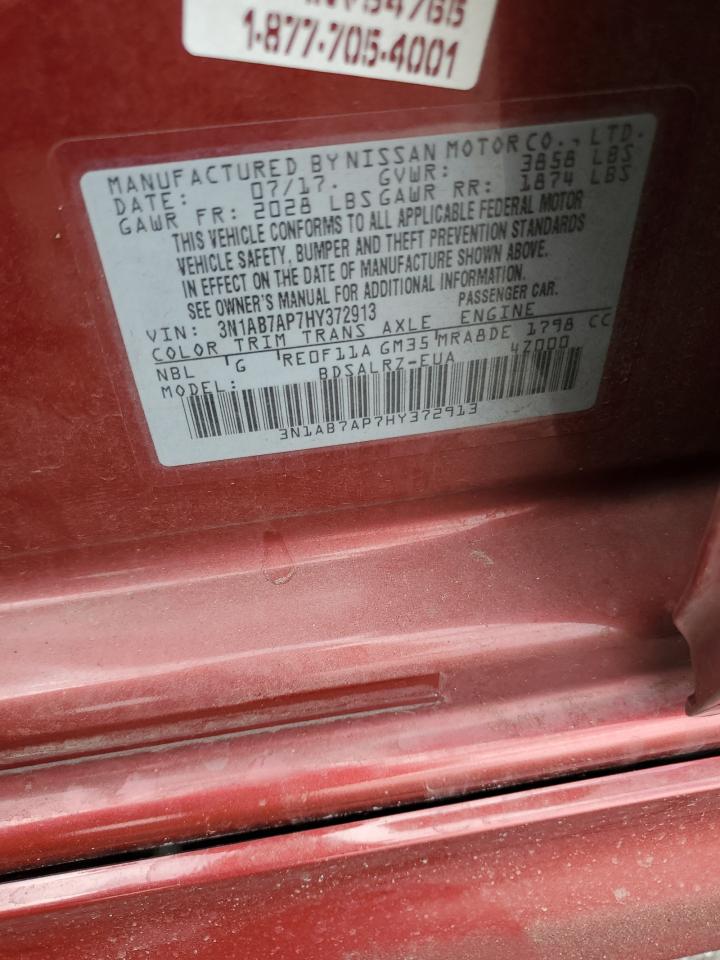 54765
1-877-705-4001
MANUFACTURED BY NISSAN MOTOR CO., LTD.
DATE: 07/17. GVWR: 3858 LBS
GAWR FR: 2028 LBS GAWR RR: 1874 LBS
THIS VEHICLE CONFORMS TO ALL APPLICABLE FEDERAL MOTOR
VEHICLE SAFETY, BUMPER AND THEFT PREVENTION STANDARDS
IN EFFECT ON THE DATE OF MANUFACTURE SHOWN ABOVE.
SEE OWNER'S MANUAL FOR ADDITIONAL INFORMATION.
VIN: 3N1AB7AP7HY372913 PASSENGER CAR.
COLOR TRIM TRANS AXLE ENGINE
NBL G RE0F11A GM35 MRA8DE 1798 CC
MODEL: BDSALRZ-EUA 42000
3N1AB7AP7HY372913